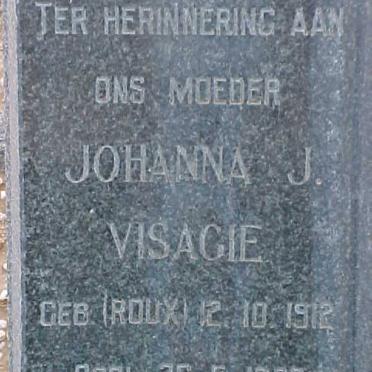 TER HERINNERING AAN
ONS MOEDER
JOHANNA J.
VISAGIE
GEB (ROUX) 12. 10. 1912